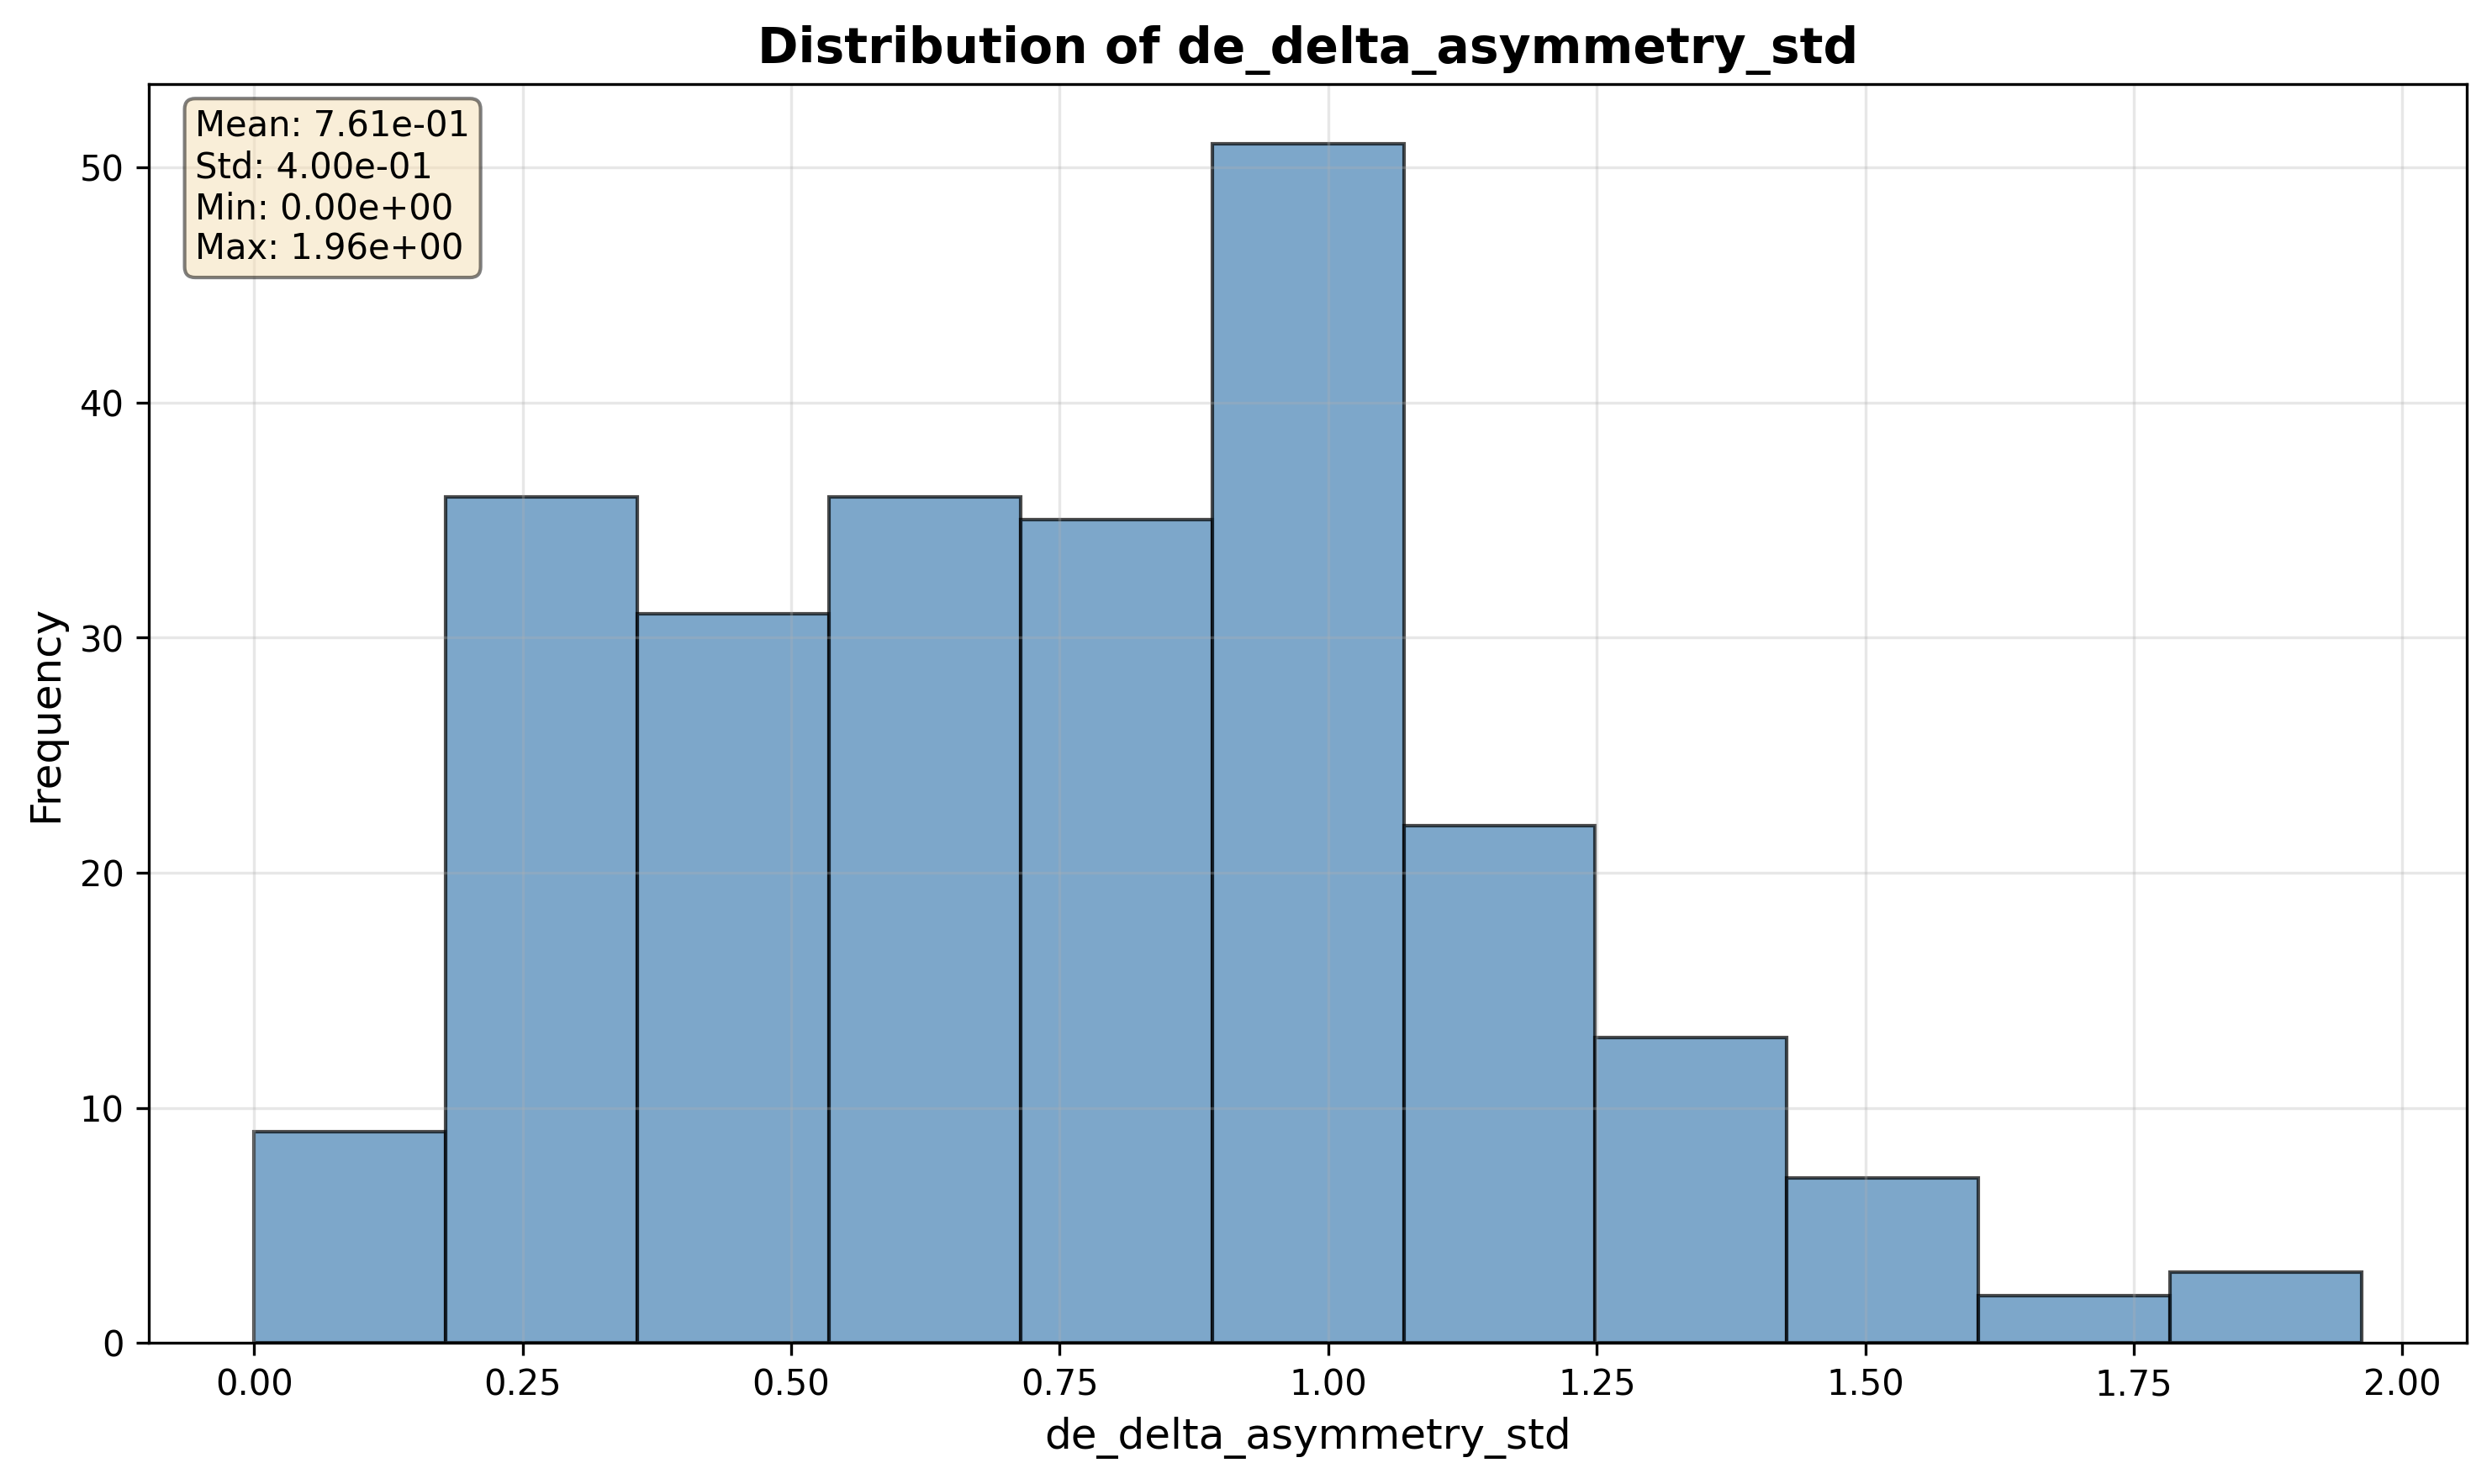 Distribution of de_delta_asymmetry_std
Mean: 7.61e-01
Std: 4.00e-01
Min: 0.00e+00
Max: 1.96e+00
50
40
30
20
10
0
Frequency
0.00 0.25 0.50 0.75 1.00 1.25 1.50 1.75 2.00
de_delta_asymmetry_std